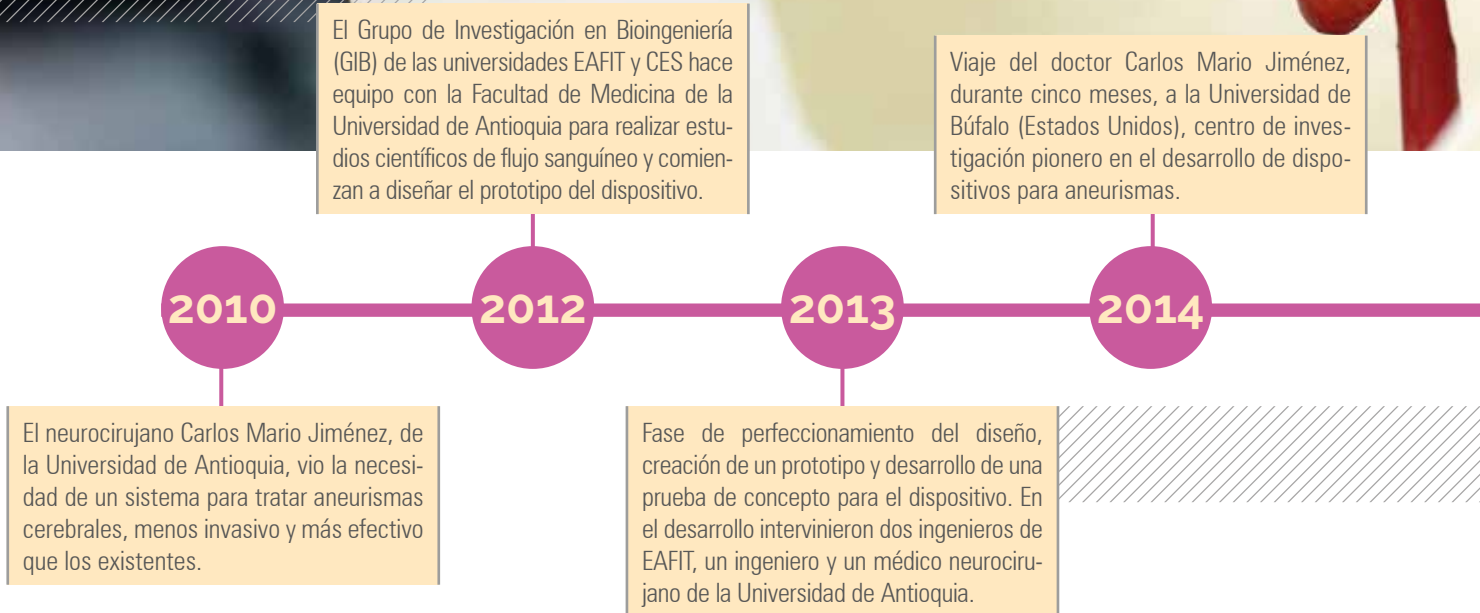 El Grupo de Investigación en Bioingeniería
(GIB) de las universidades EAFIT y CES hace
equipo con la Facultad de Medicina de la
Universidad de Antioquia para realizar estu-
dios científicos de flujo sanguíneo y comien-
zan a diseñar el prototipo del dispositivo.
Viaje del doctor Carlos Mario Jiménez,
durante cinco meses, a la Universidad de
Búfalo (Estados Unidos), centro de inves-
tigación pionero en el desarrollo de dispo-
sitivos para aneurismas.
2010
2012
2013
2014
El neurocirujano Carlos Mario Jiménez, de
la Universidad de Antioquia, vio la necesi-
dad de un sistema para tratar aneurismas
cerebrales, menos invasivo y más efectivo
que los existentes.
Fase de perfeccionamiento del diseño,
creación de un prototipo y desarrollo de una
prueba de concepto para el dispositivo. En
el desarrollo intervinieron dos ingenieros de
EAFIT, un ingeniero y un médico neurociru-
jano de la Universidad de Antioquia.